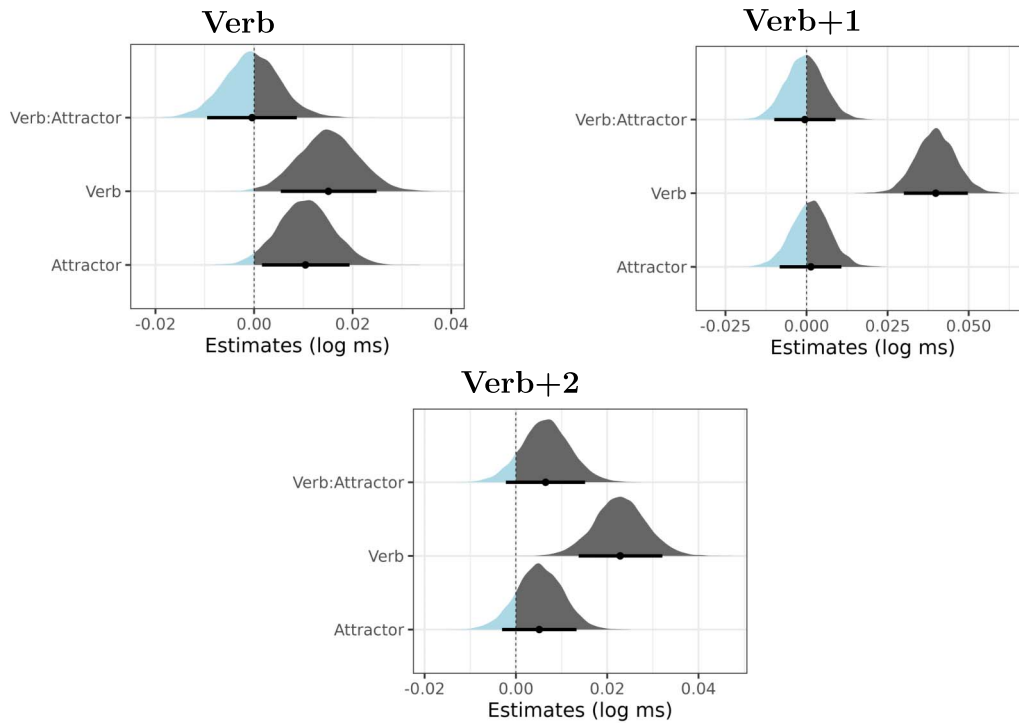 Verb
Verb:Attractor
Verb
Attractor
-0.02 0.00 0.02 0.04
Estimates (log ms)
Verb+1
Verb:Attractor
Verb
Attractor
-0.025 0.000 0.025 0.050
Estimates (log ms)
Verb+2
Verb:Attractor
Verb
Attractor
-0.02 0.00 0.02 0.04
Estimates (log ms)